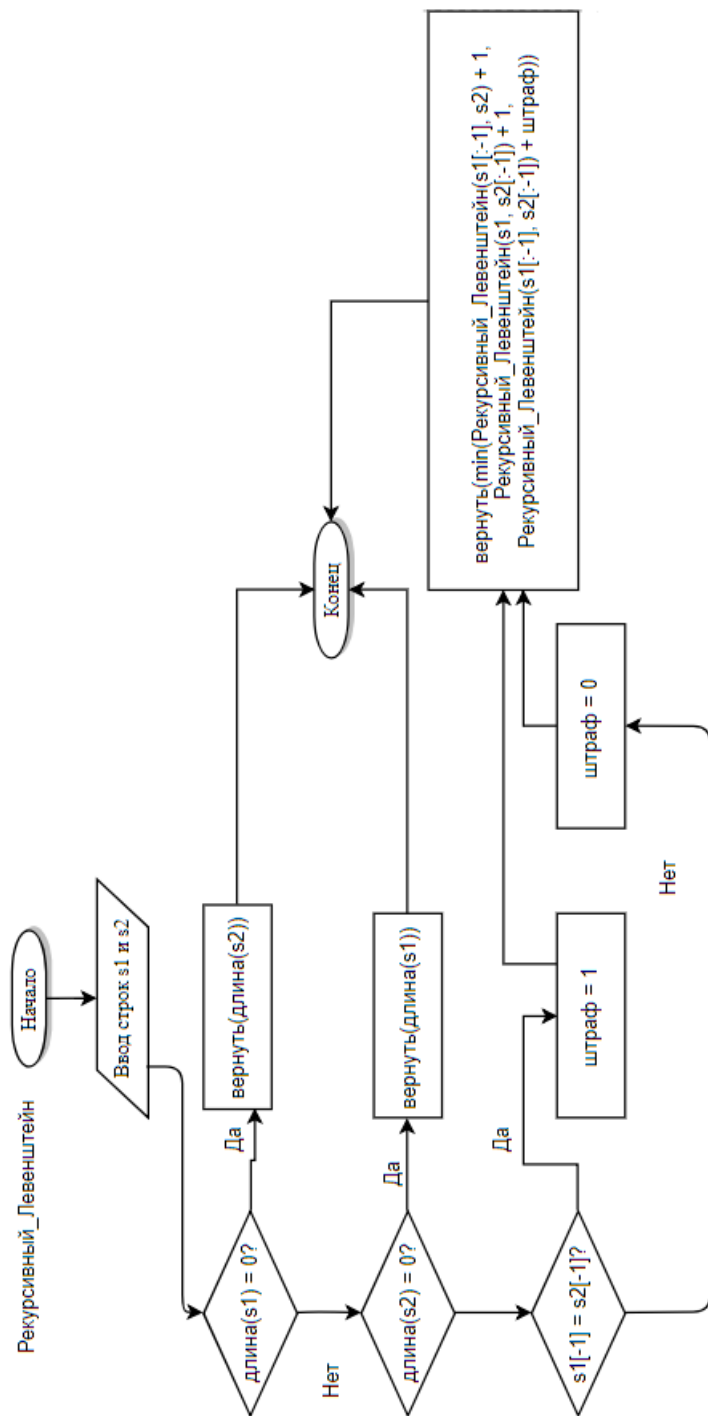 Рекурсивный_Левенштейн
Начало
Ввод строк s1 и s2
длина(s1) = 0?
Да
вернуть(длина(s2))
Нет
длина(s2) = 0?
Да
вернуть(длина(s1))
Конец
s1[-1] = s2[-1]?
Да
штраф = 1
Нет
штраф = 0
вернуть(min(Рекурсивный_Левенштейн(s1[:-1], s2) + 1,
Рекурсивный_Левенштейн(s1, s2[:-1]) + 1,
Рекурсивный_Левенштейн(s1[:-1], s2[:-1]) + штраф))